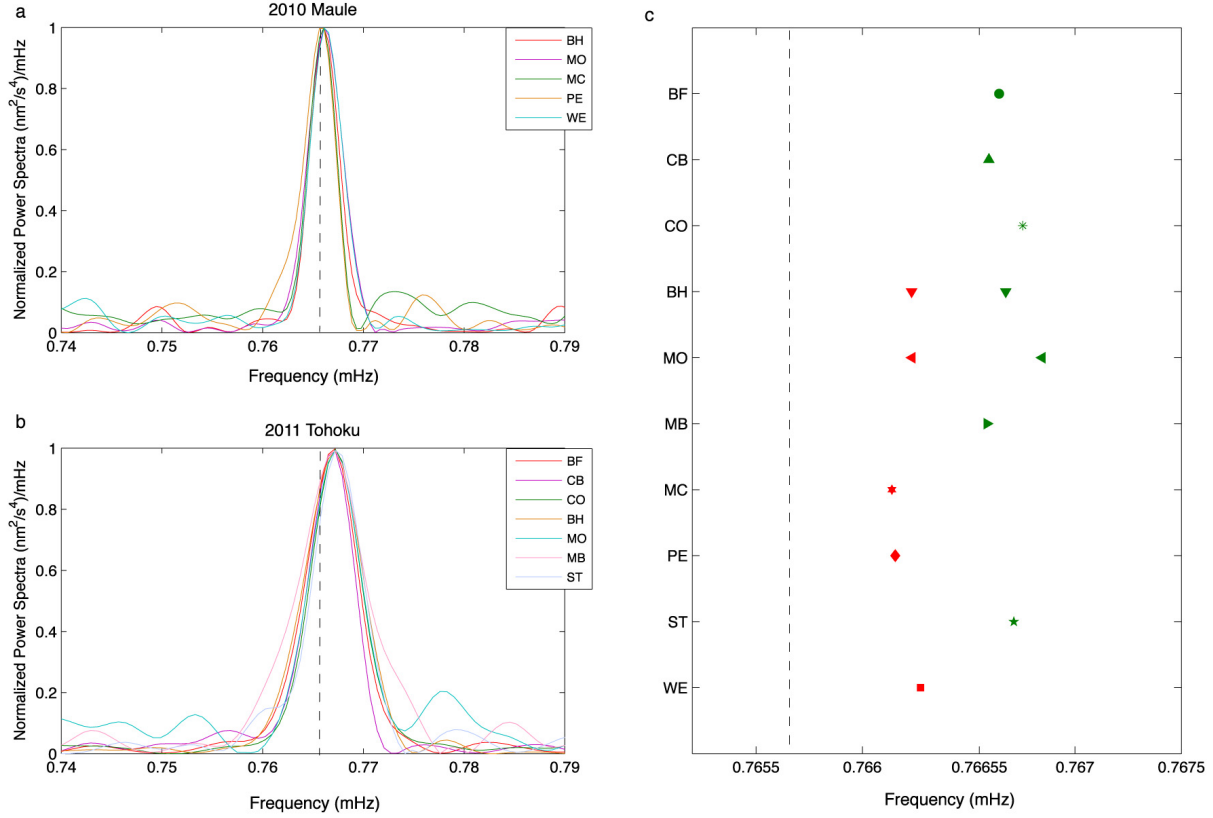 a
2010 Maule
Normalized Power Spectra (nm²/s⁴)/mHz
1
0.8
0.6
0.4
0.2
0
0.74
0.75
0.76
0.77
0.78
0.79
Frequency (mHz)
BH
MO
MC
PE
WE
b
2011 Tohoku
Normalized Power Spectra (nm²/s⁴)/mHz
1
0.8
0.6
0.4
0.2
0
0.74
0.75
0.76
0.77
0.78
0.79
Frequency (mHz)
BF
CB
CO
BH
MO
MB
ST
c
BF
CB
CO
BH
MO
MB
MC
PE
ST
WE
0.7655
0.766
0.76655
0.767
0.7675
Frequency (mHz)